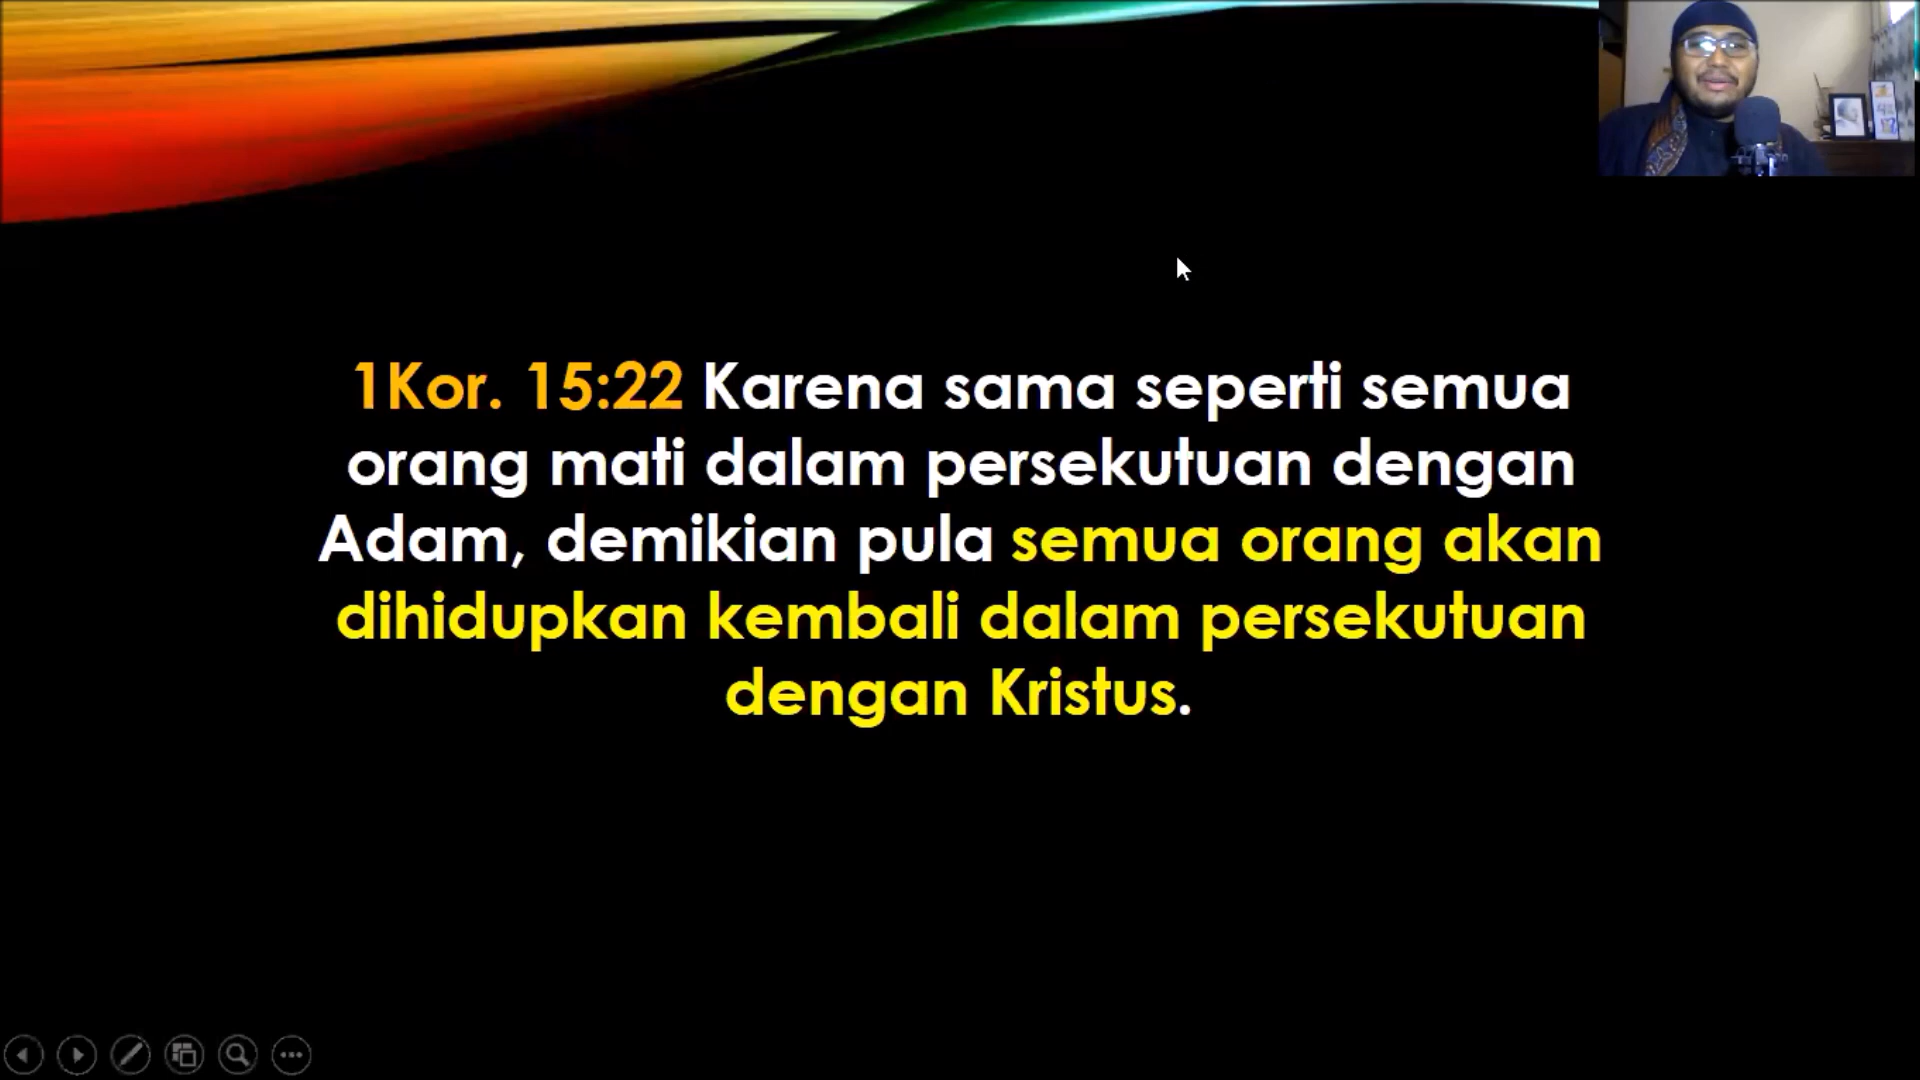 1Kor. 15:22 Karena sama seperti semua
orang mati dalam persekutuan dengan
Adam, demikian pula semua orang akan
dihidupkan kembali dalam persekutuan
dengan Kristus.